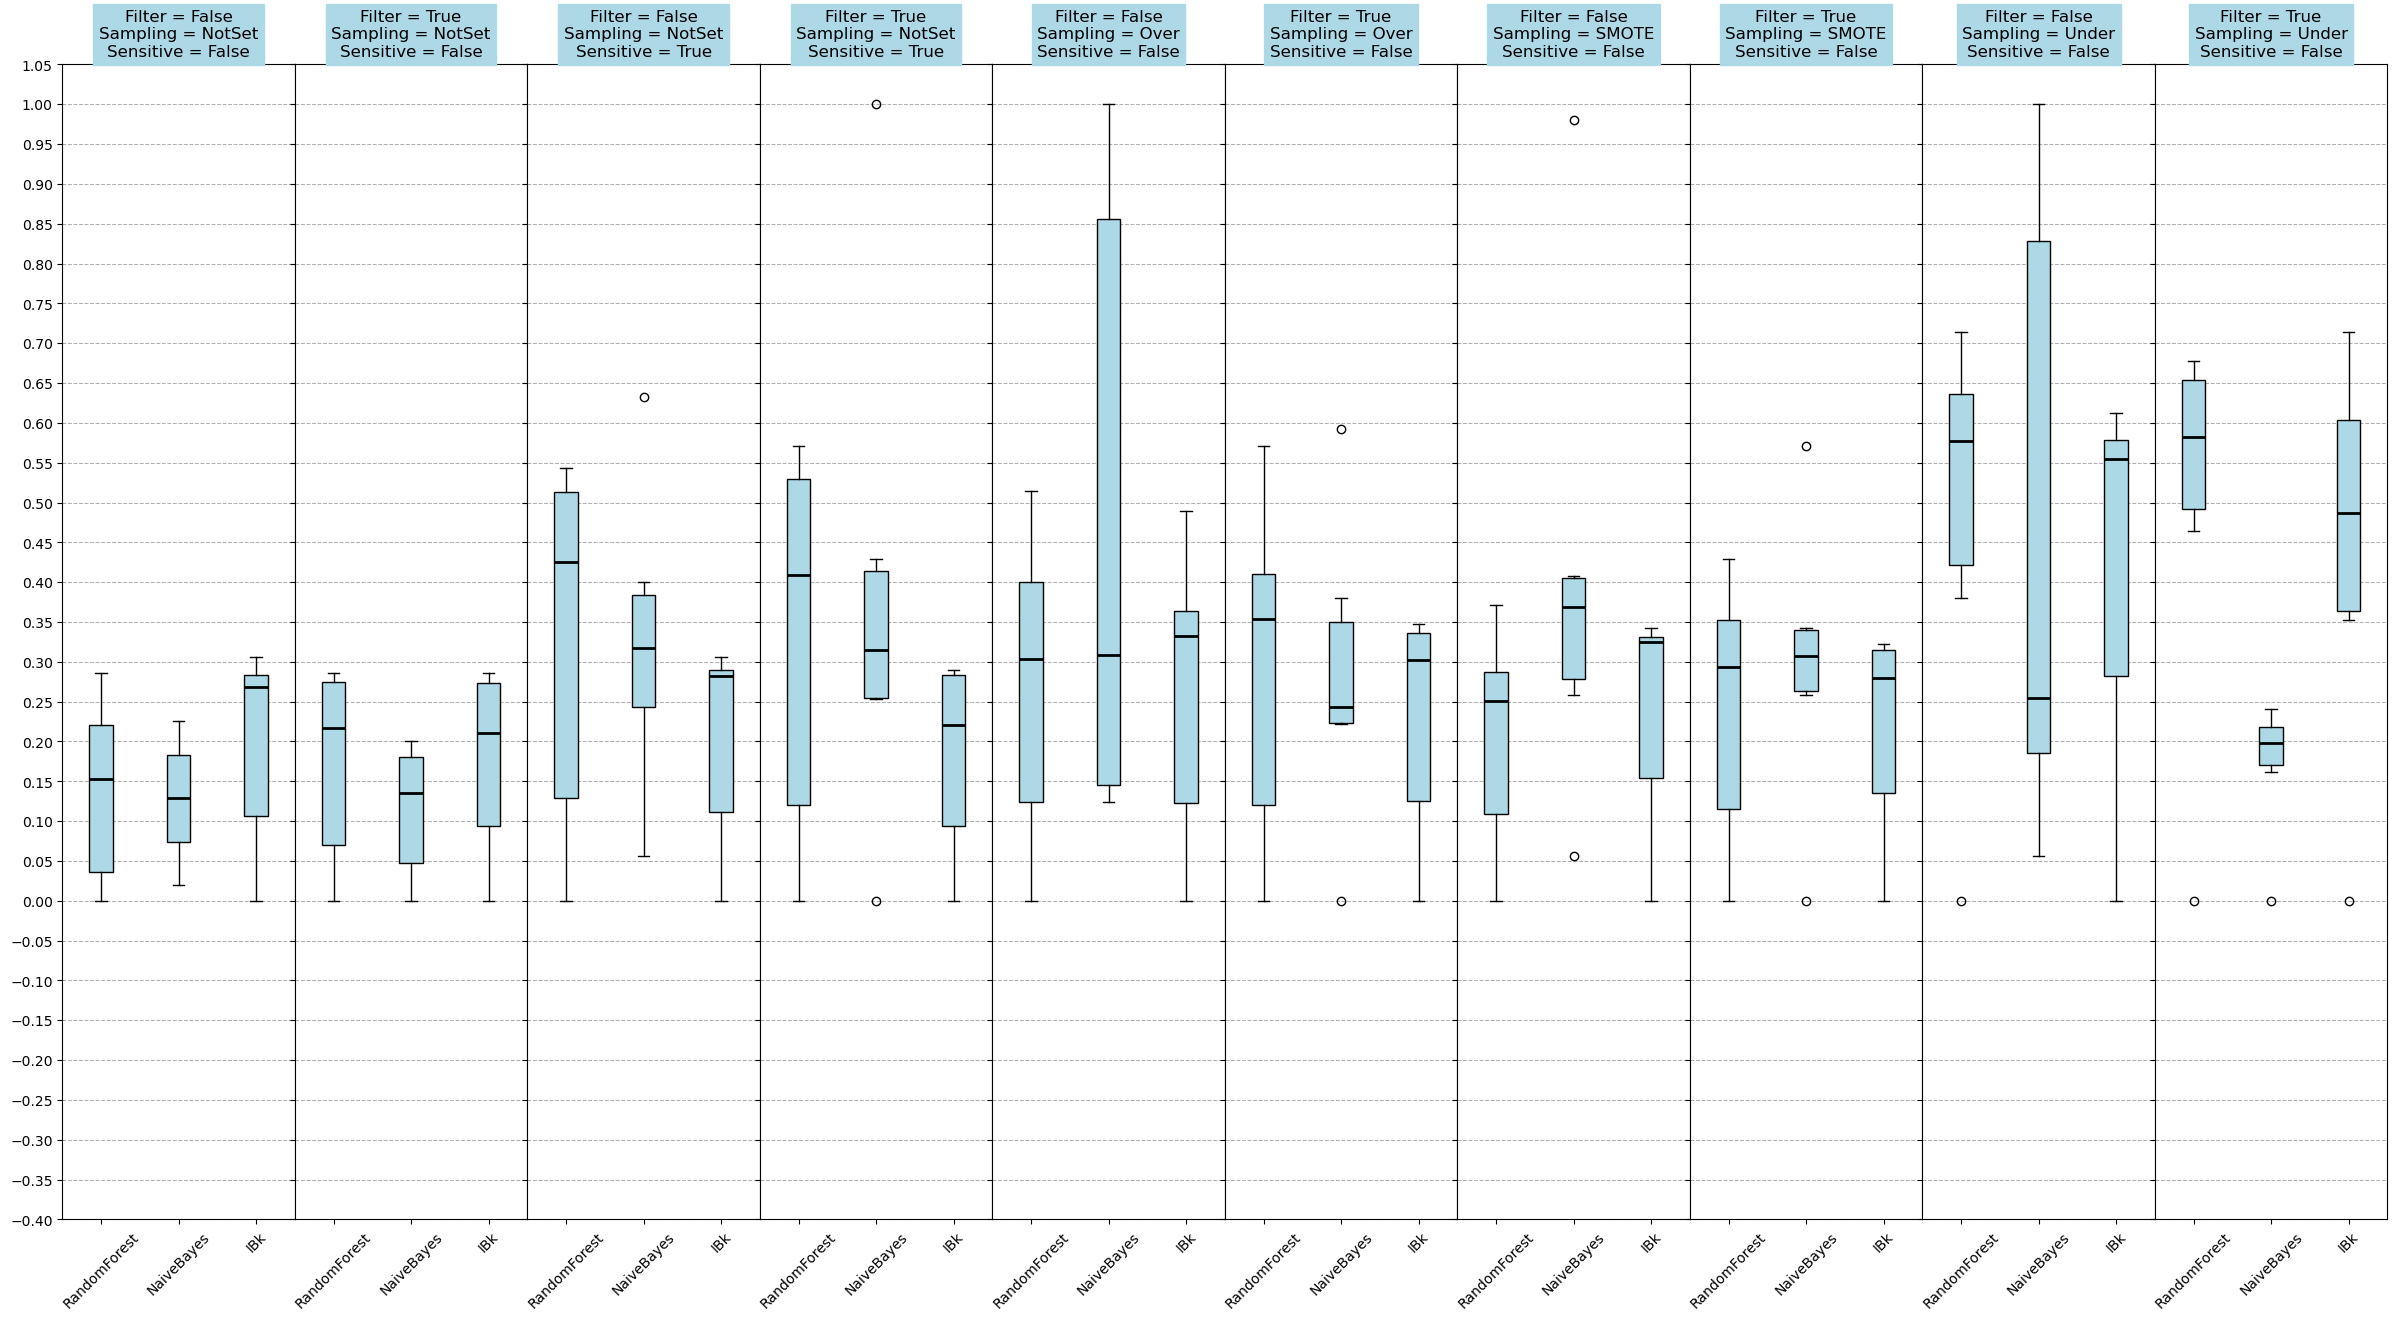 Filter = False
Sampling = NotSet
Sensitive = False
Filter = True
Sampling = NotSet
Sensitive = False
Filter = False
Sampling = NotSet
Sensitive = True
Filter = True
Sampling = NotSet
Sensitive = True
Filter = False
Sampling = Over
Sensitive = False
Filter = True
Sampling = Over
Sensitive = False
Filter = False
Sampling = SMOTE
Sensitive = False
Filter = True
Sampling = SMOTE
Sensitive = False
Filter = False
Sampling = Under
Sensitive = False
Filter = True
Sampling = Under
Sensitive = False
1.05
1.00
0.95
0.90
0.85
0.80
0.75
0.70
0.65
0.60
0.55
0.50
0.45
0.40
0.35
0.30
0.25
0.20
0.15
0.10
0.05
0.00
−0.05
−0.10
−0.15
−0.20
−0.25
−0.30
−0.35
−0.40
RandomForest
NaiveBayes
IBk
RandomForest
NaiveBayes
IBk
RandomForest
NaiveBayes
IBk
RandomForest
NaiveBayes
IBk
RandomForest
NaiveBayes
IBk
RandomForest
NaiveBayes
IBk
RandomForest
NaiveBayes
IBk
RandomForest
NaiveBayes
IBk
RandomForest
NaiveBayes
IBk
RandomForest
NaiveBayes
IBk